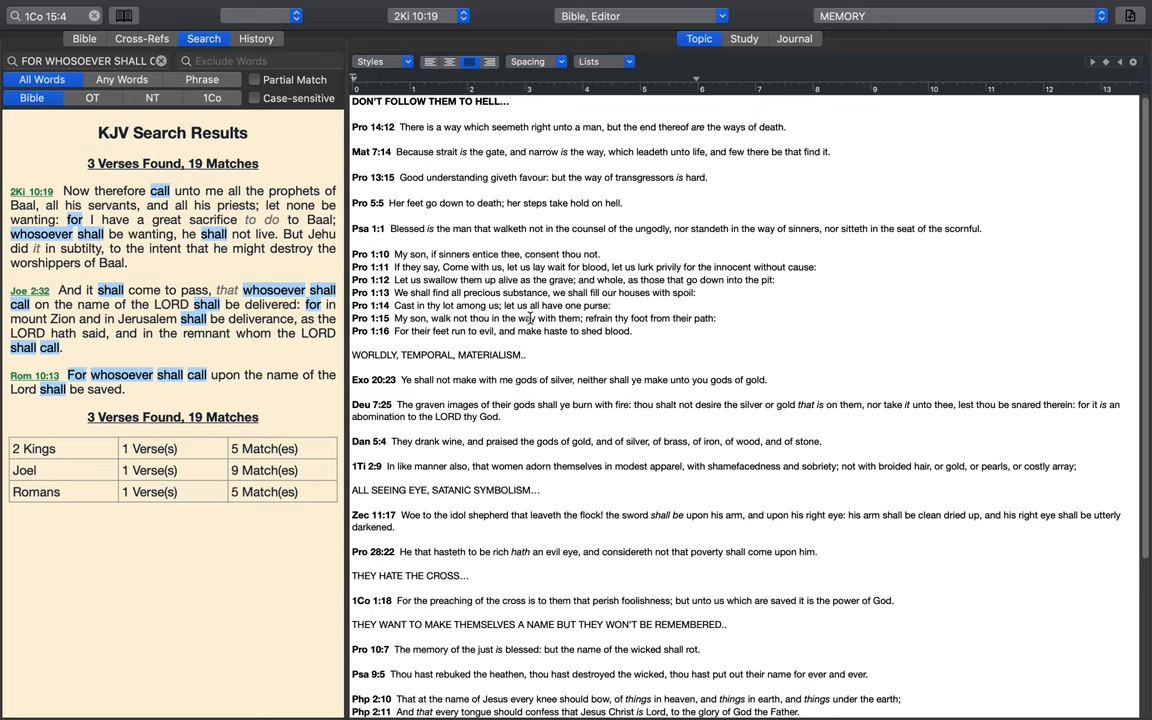 1Co 15:4
2Ki 10:19
Bible, Editor
MEMORY
Bible
Cross-Refs
Search
History
Topic
Study
Journal
FOR WHOSOEVER SHALL C
Exclude Words
All Words
Any Words
Phrase
Partial Match
Bible
OT
NT
1Co
Case-sensitive
Styles
Spacing
Lists
0 1 2 3 4 5 6 7 8 9 10 11 12 13
KJV Search Results
3 Verses Found, 19 Matches
2Ki 10:19 Now therefore call unto me all the prophets of
Baal, all his servants, and all his priests; let none be
wanting: for I have a great sacrifice to do to Baal;
whosoever shall be wanting, he shall not live. But Jehu
did it in subtilty, to the intent that he might destroy the
worshippers of Baal.
Joe 2:32 And it shall come to pass, that whosoever shall
call on the name of the LORD shall be delivered: for in
mount Zion and in Jerusalem shall be deliverance, as the
LORD hath said, and in the remnant whom the LORD
shall call.
Rom 10:13 For whosoever shall call upon the name of the
Lord shall be saved.
3 Verses Found, 19 Matches
2 Kings 1 Verse(s) 5 Match(es)
Joel 1 Verse(s) 9 Match(es)
Romans 1 Verse(s) 5 Match(es)
DON'T FOLLOW THEM TO HELL...
Pro 14:12 There is a way which seemeth right unto a man, but the end thereof are the ways of death.
Mat 7:14 Because strait is the gate, and narrow is the way, which leadeth unto life, and few there be that find it.
Pro 13:15 Good understanding giveth favour: but the way of transgressors is hard.
Pro 5:5 Her feet go down to death; her steps take hold on hell.
Psa 1:1 Blessed is the man that walketh not in the counsel of the ungodly, nor standeth in the way of sinners, nor sitteth in the seat of the scornful.
Pro 1:10 My son, if sinners entice thee, consent thou not.
Pro 1:11 If they say, Come with us, let us lay wait for blood, let us lurk privily for the innocent without cause:
Pro 1:12 Let us swallow them up alive as the grave; and whole, as those that go down into the pit:
Pro 1:13 We shall find all precious substance, we shall fill our houses with spoil:
Pro 1:14 Cast in thy lot among us; let us all have one purse:
Pro 1:15 My son, walk not thou in the way with them; refrain thy foot from their path:
Pro 1:16 For their feet run to evil, and make haste to shed blood.
WORLDLY, TEMPORAL, MATERIALISM..
Exo 20:23 Ye shall not make with me gods of silver, neither shall ye make unto you gods of gold.
Deu 7:25 The graven images of their gods shall ye burn with fire: thou shalt not desire the silver or gold that is on them, nor take it unto thee, lest thou be snared therein: for it is an
abomination to the LORD thy God.
Dan 5:4 They drank wine, and praised the gods of gold, and of silver, of brass, of iron, of wood, and of stone.
1Ti 2:9 In like manner also, that women adorn themselves in modest apparel, with shamefacedness and sobriety; not with broided hair, or gold, or pearls, or costly array;
ALL SEEING EYE, SATANIC SYMBOLISM...
Zec 11:17 Woe to the idol shepherd that leaveth the flock! the sword shall be upon his arm, and upon his right eye: his arm shall be clean dried up, and his right eye shall be utterly
darkened.
Pro 28:22 He that hasteth to be rich hath an evil eye, and considereth not that poverty shall come upon him.
THEY HATE THE CROSS...
1Co 1:18 For the preaching of the cross is to them that perish foolishness; but unto us which are saved it is the power of God.
THEY WANT TO MAKE THEMSELVES A NAME BUT THEY WON'T BE REMEMBERED..
Pro 10:7 The memory of the just is blessed: but the name of the wicked shall rot.
Psa 9:5 Thou hast rebuked the heathen, thou hast destroyed the wicked, thou hast put out their name for ever and ever.
Php 2:10 That at the name of Jesus every knee should bow, of things in heaven, and things in earth, and things under the earth;
Php 2:11 And that every tongue should confess that Jesus Christ is Lord, to the glory of God the Father.